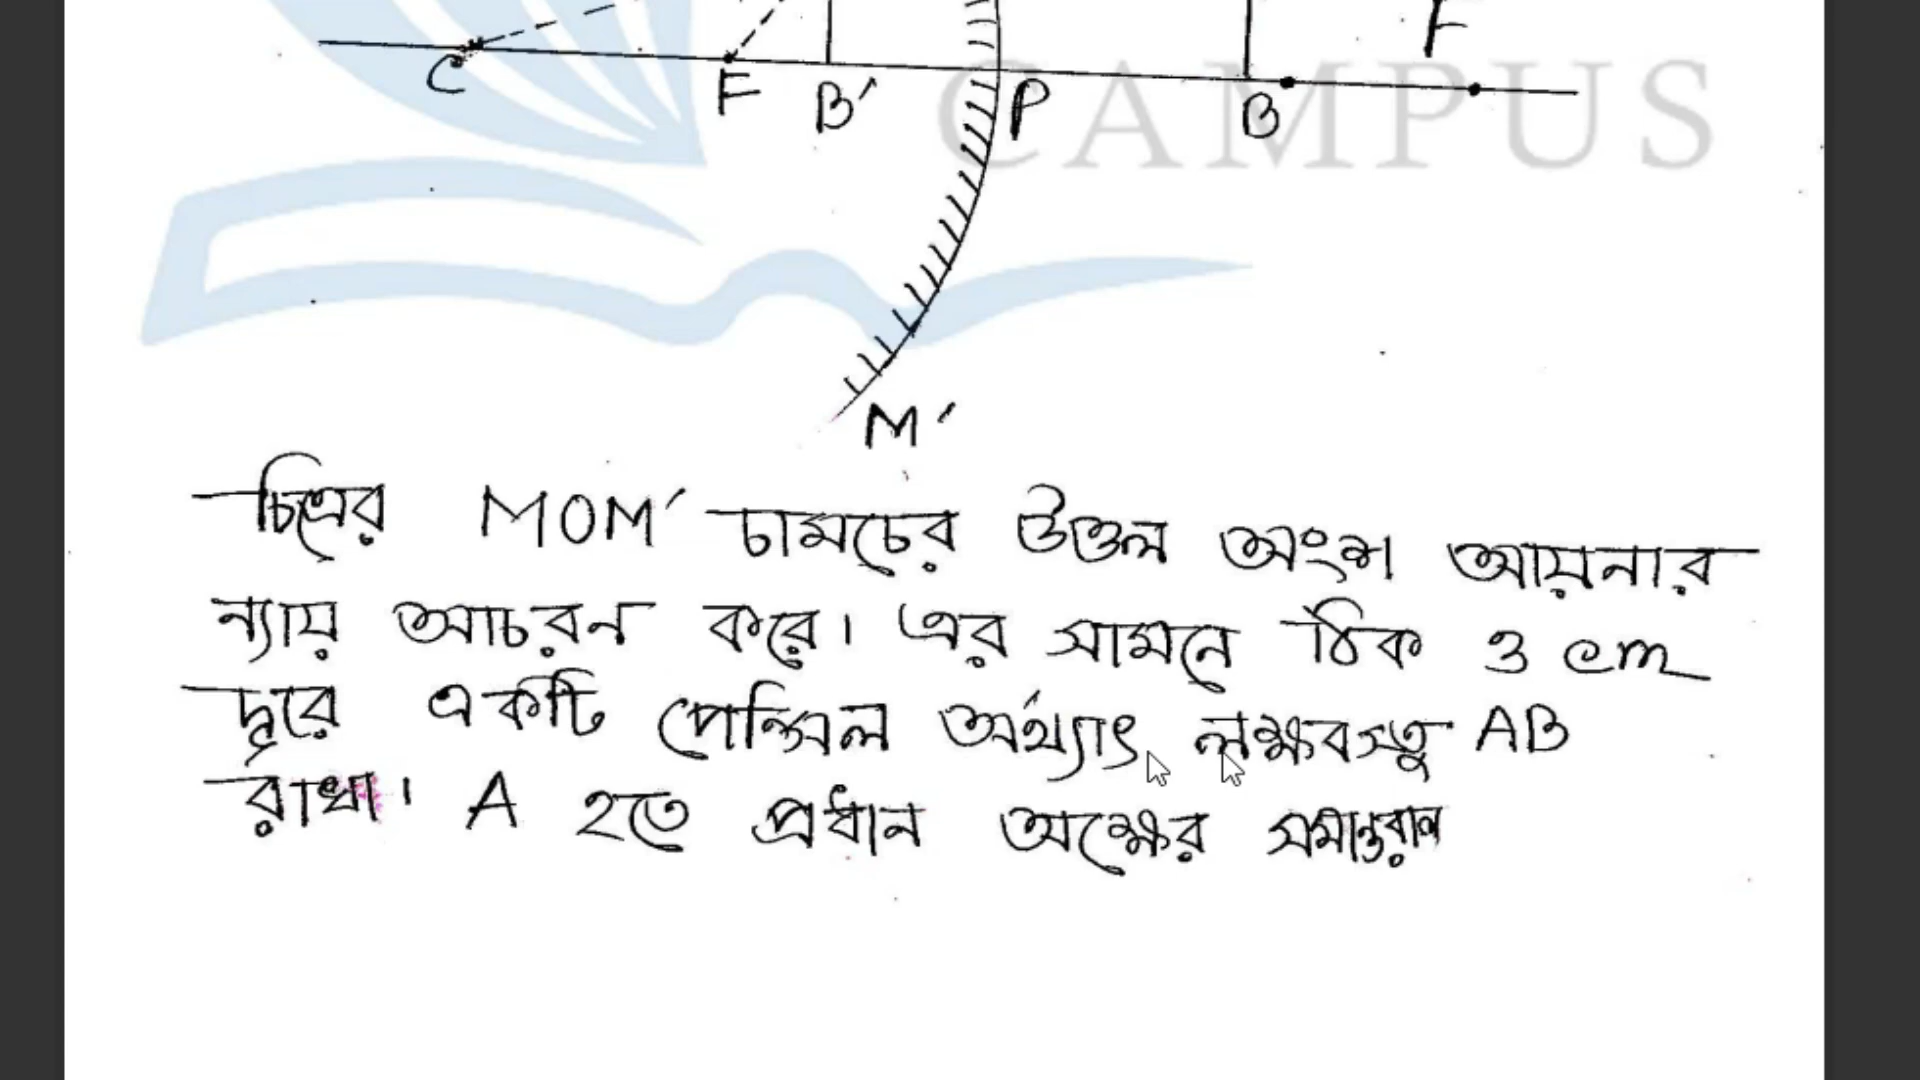 F
C
F B′ P B
CAMPUS
M′
চিত্রের MOM′ চামচের উত্তল অংশ আয়নার
ন্যায় আচরন করে। এর সামনে ঠিক 3 cm
দূরে একটি পেন্সিল অর্থ্যাৎ লক্ষবস্তু AB
রাখা। A হতে প্রধান অক্ষের সমান্তরাল